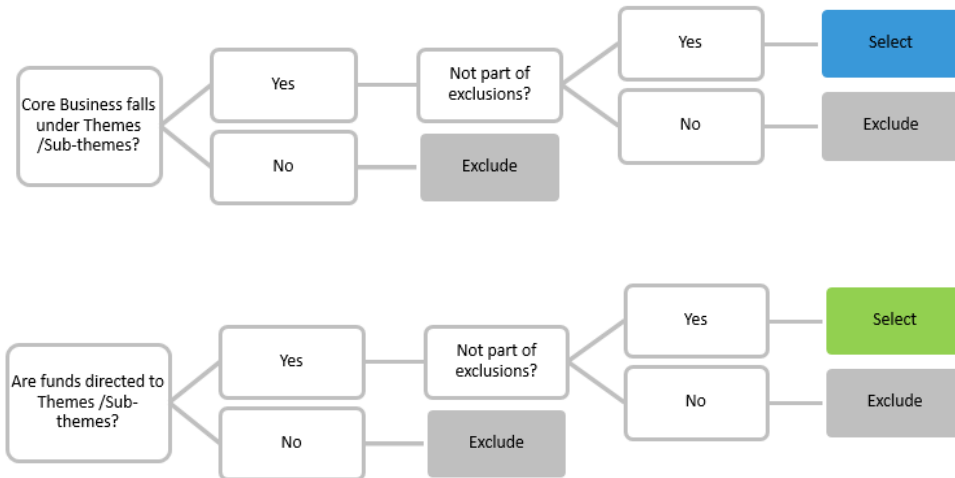 Yes
Select
Yes
Not part of
exclusions?
Core Business falls
under Themes
/Sub-themes?
No
Exclude
No
Exclude
Yes
Select
Yes
Not part of
exclusions?
Are funds directed to
Themes /Sub-
themes?
No
Exclude
No
Exclude